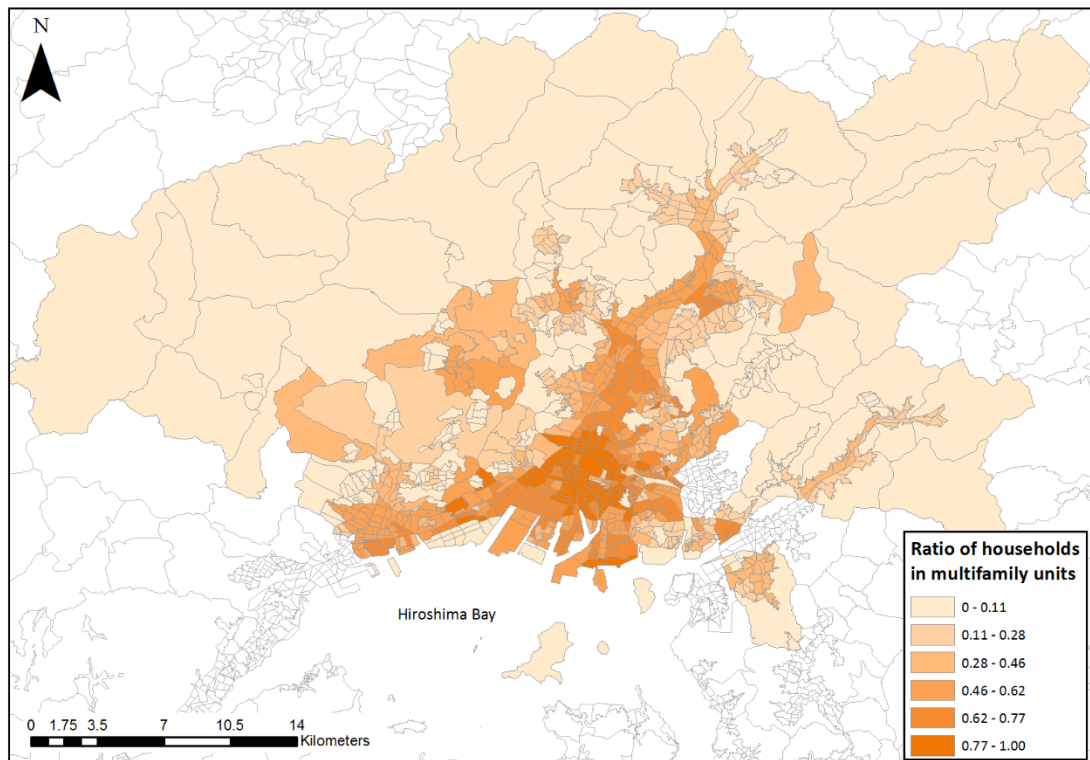 N
Hiroshima Bay
0 1.75 3.5 7 10.5 14
Kilometers
Ratio of households
in multifamily units
0 - 0.11
0.11 - 0.28
0.28 - 0.46
0.46 - 0.62
0.62 - 0.77
0.77 - 1.00